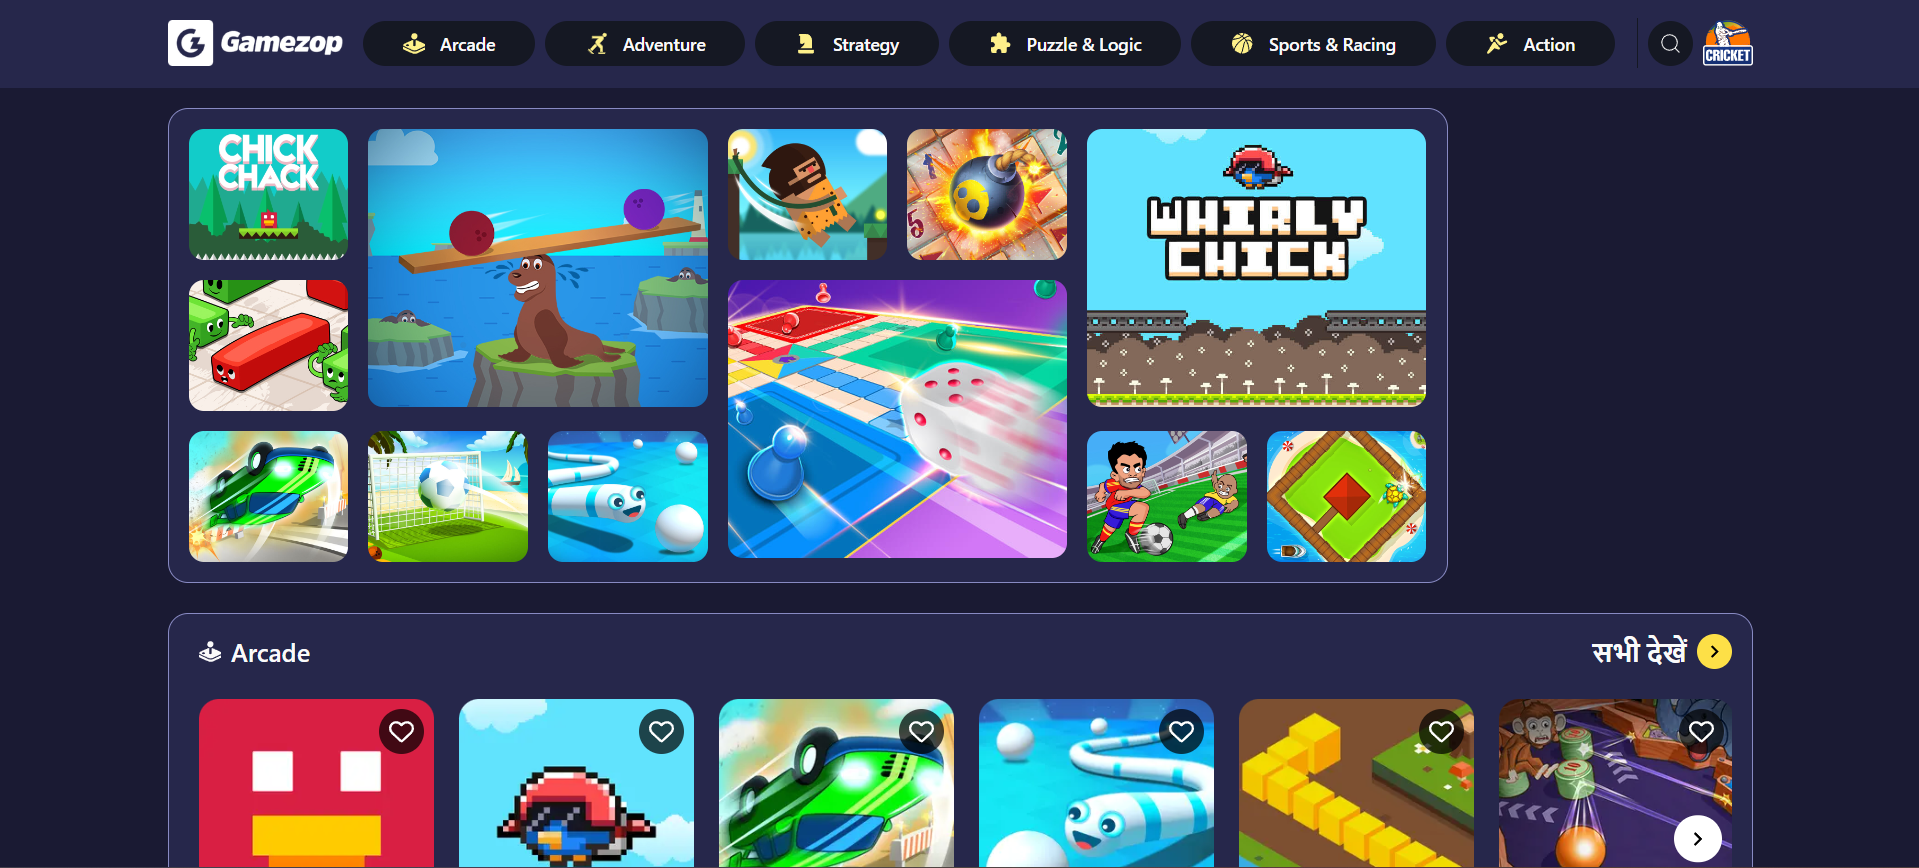 Gamezop
Arcade
Adventure
Strategy
Puzzle & Logic
Sports & Racing
Action
CRICKET
CHICK
CHACK
WHIRLY
CHICK
Arcade
सभी देखें